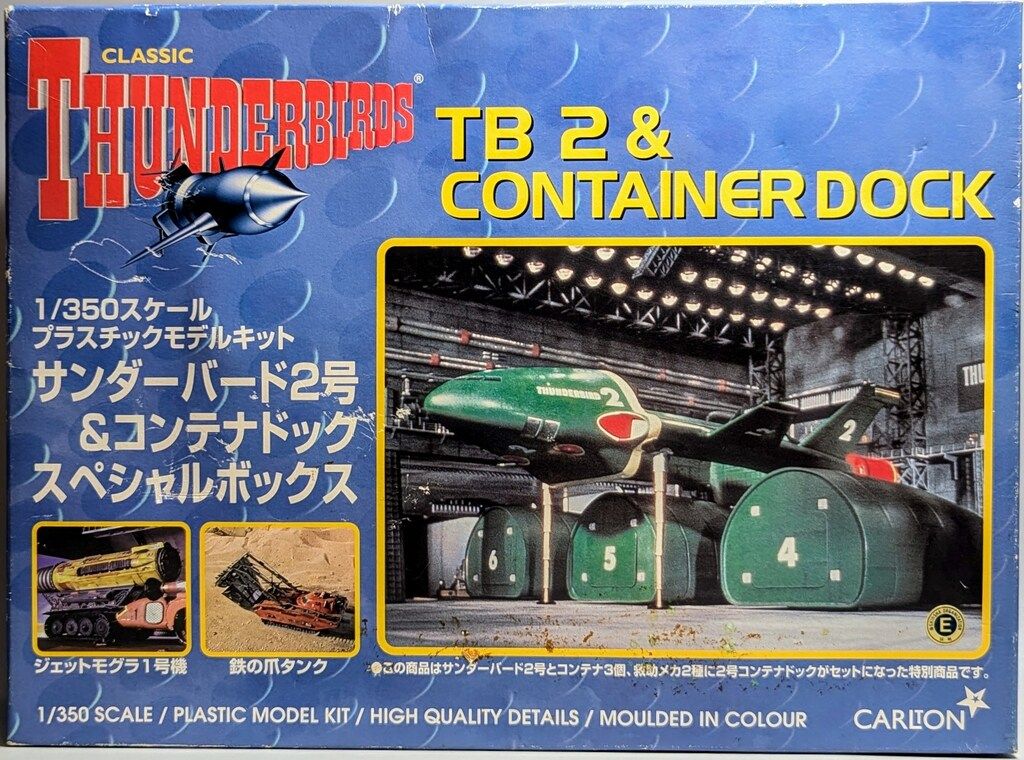 CLASSIC
THUNDERBIRDS®
TB 2 &
CONTAINER DOCK
1/350スケール
プラスチックモデルキット
サンダーバード2号
&コンテナドック
スペシャルボックス
THUNDERBIRD 2
2
THU
6
5
4
E
ジェットモグラ1号機
鉄の爪タンク
●この商品はサンダーバード2号とコンテナ3個、救助メカ2種に2号コンテナドックがセットになった特別商品です。
1/350 SCALE / PLASTIC MODEL KIT / HIGH QUALITY DETAILS / MOULDED IN COLOUR
CARLTON